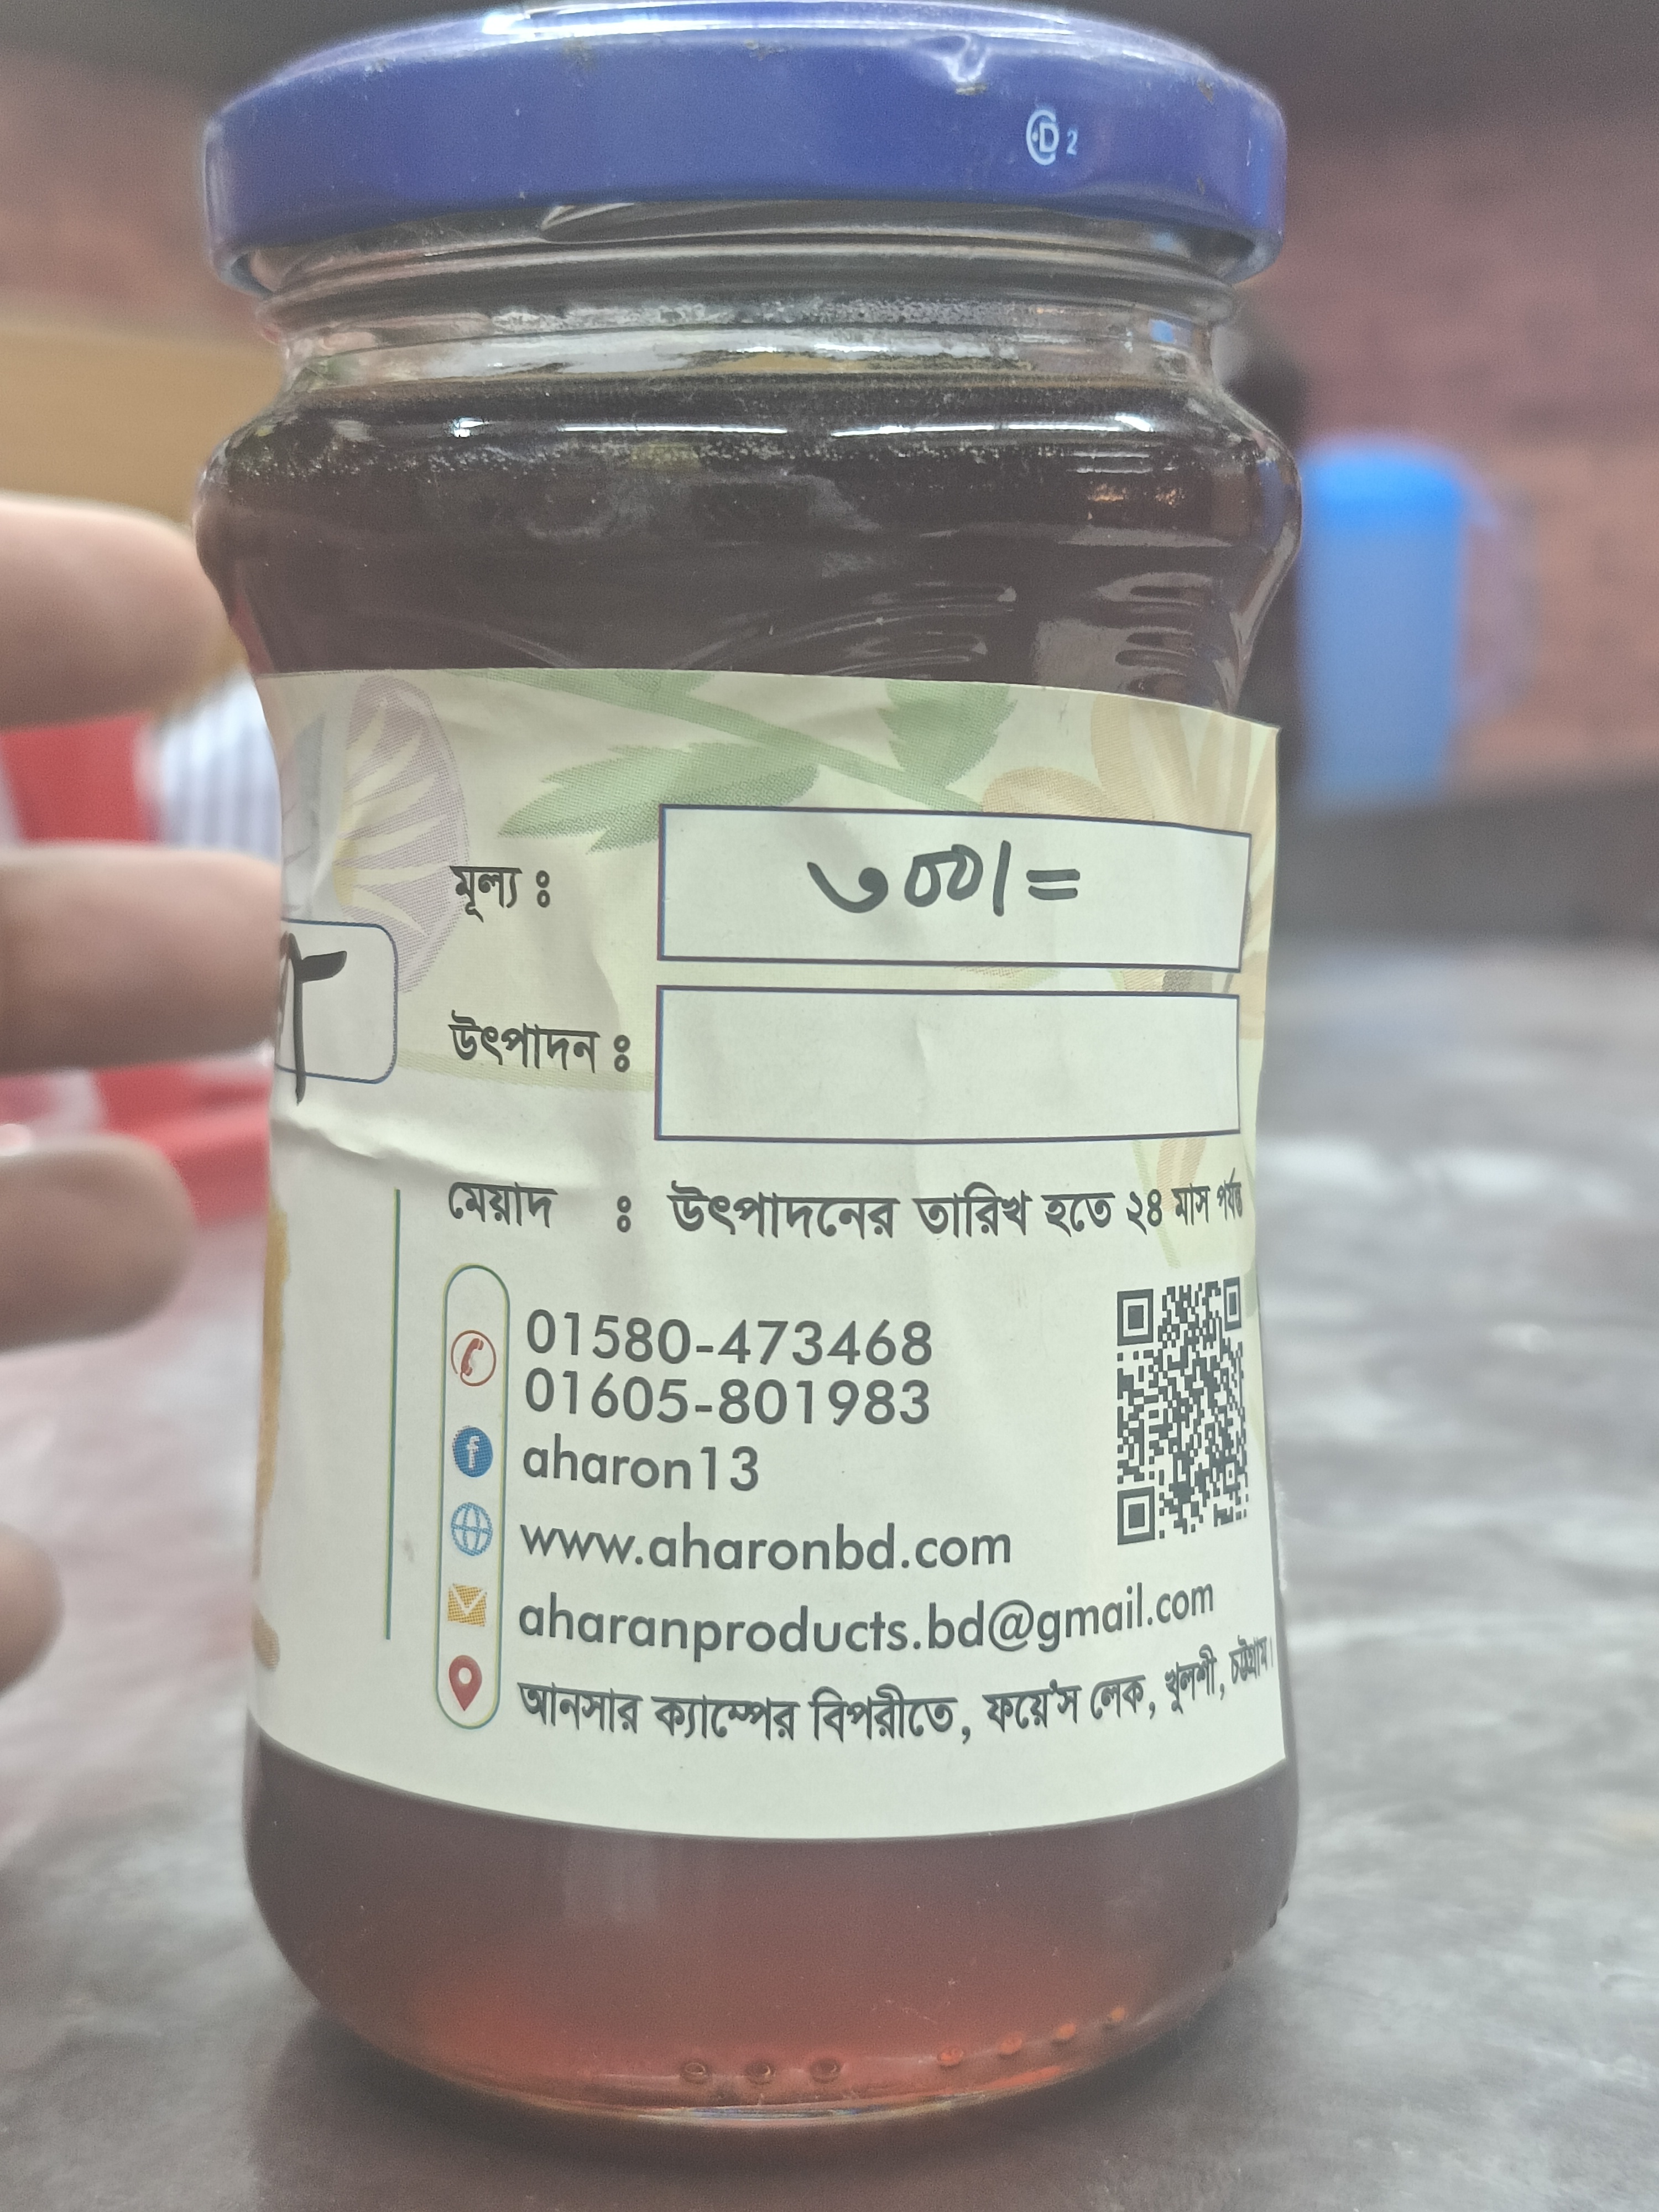 D 2
মূল্য : ৩০০/=
উৎপাদন :
মেয়াদ : উৎপাদনের তারিখ হতে ২৪ মাস পর্যন্ত
01580-473468
01605-801983
aharon13
www.aharonbd.com
aharanproducts.bd@gmail.com
আনসার ক্যাম্পের বিপরীতে, ফয়ে'স লেক, খুলশী, চট্টগ্রাম।